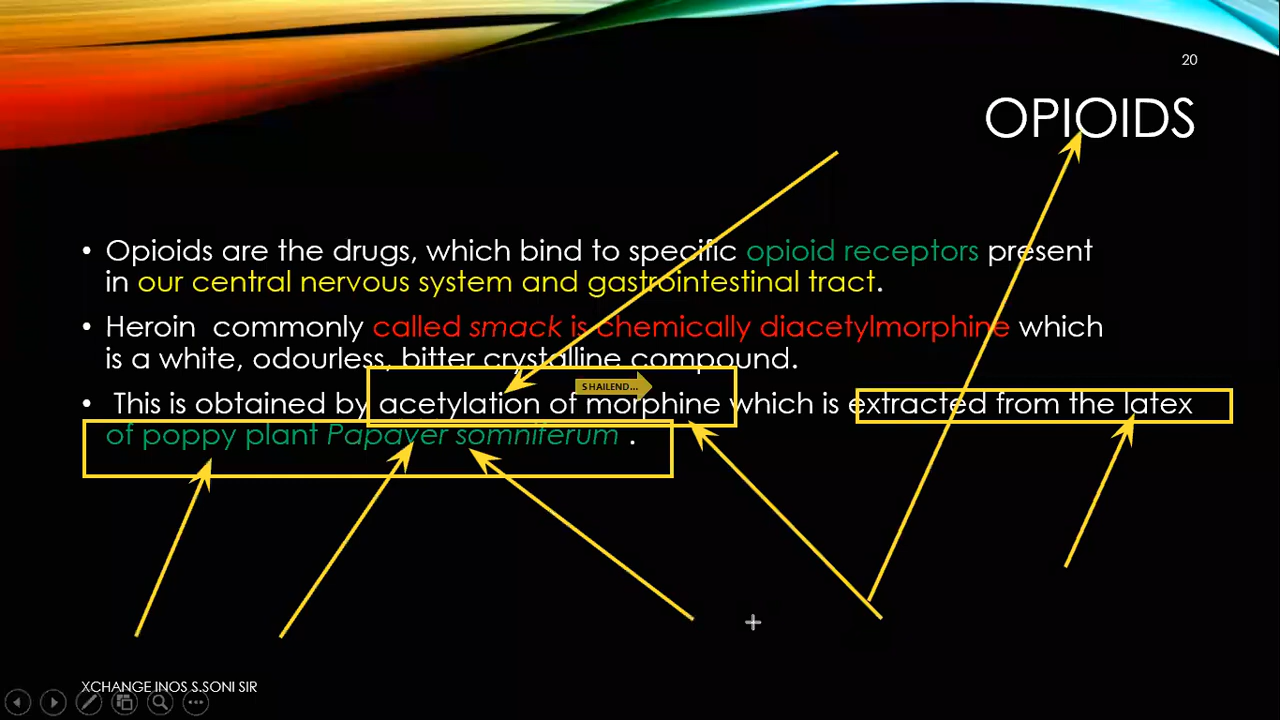 20
OPIOIDS
• Opioids are the drugs, which bind to specific opioid receptors present
in our central nervous system and gastrointestinal tract.
• Heroin commonly called smack is chemically diacetylmorphine which
is a white, odourless, bitter crystalline compound.
SHAILEND...
• This is obtained by acetylation of morphine which is extracted from the latex
of poppy plant Papaver somniferum .
XCHANGE INOS S.SONI SIR